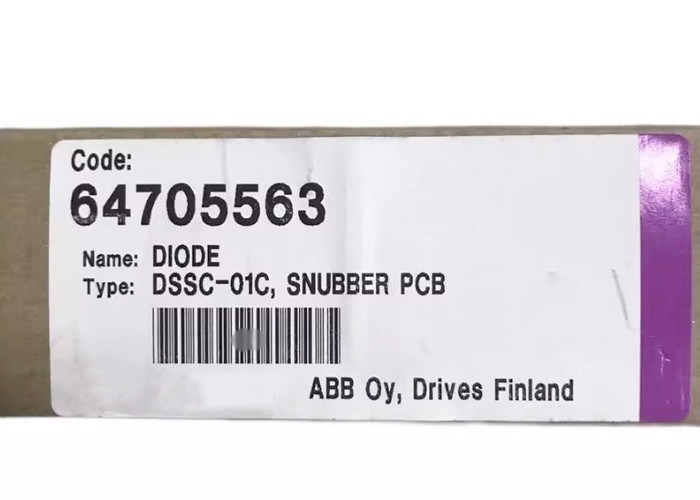 Code:
64705563
Name: DIODE
Type: DSSC-01C, SNUBBER PCB
ABB Oy, Drives Finland